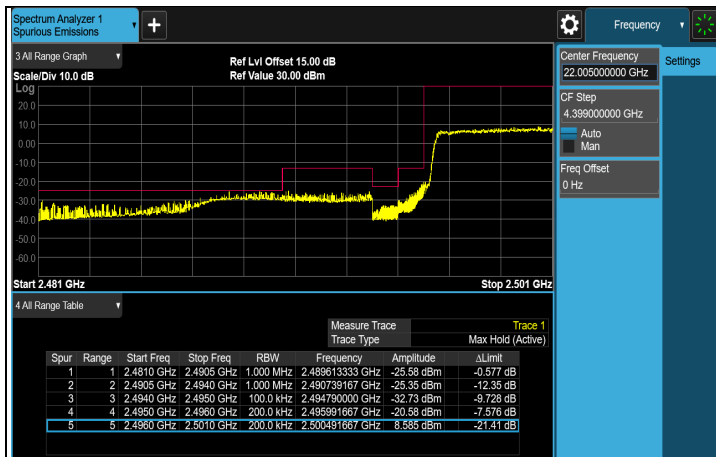 Spectrum Analyzer 1
Spurious Emissions
+
Frequency
3 All Range Graph
Ref Lvl Offset 15.00 dB
Scale/Div 10.0 dB
Ref Value 30.00 dBm
Log
20.0
10.0
0.00
-10.0
-20.0
-30.0
-40.0
-50.0
-60.0
Start 2.481 GHz
Stop 2.501 GHz
Center Frequency
22.005000000 GHz
Settings
CF Step
4.399000000 GHz
Auto
Man
Freq Offset
0 Hz
4 All Range Table
Measure Trace Trace 1
Trace Type Max Hold (Active)
Spur Range Start Freq Stop Freq RBW Frequency Amplitude ΔLimit
1 1 2.4810 GHz 2.4905 GHz 1.000 MHz 2.489613333 GHz -25.58 dBm -0.577 dB
2 2 2.4905 GHz 2.4940 GHz 1.000 MHz 2.490739167 GHz -25.35 dBm -12.35 dB
3 3 2.4940 GHz 2.4950 GHz 100.0 kHz 2.494790000 GHz -32.73 dBm -9.728 dB
4 4 2.4950 GHz 2.4960 GHz 200.0 kHz 2.495991667 GHz -20.58 dBm -7.576 dB
5 5 2.4960 GHz 2.5010 GHz 200.0 kHz 2.500491667 GHz 8.585 dBm -21.41 dB